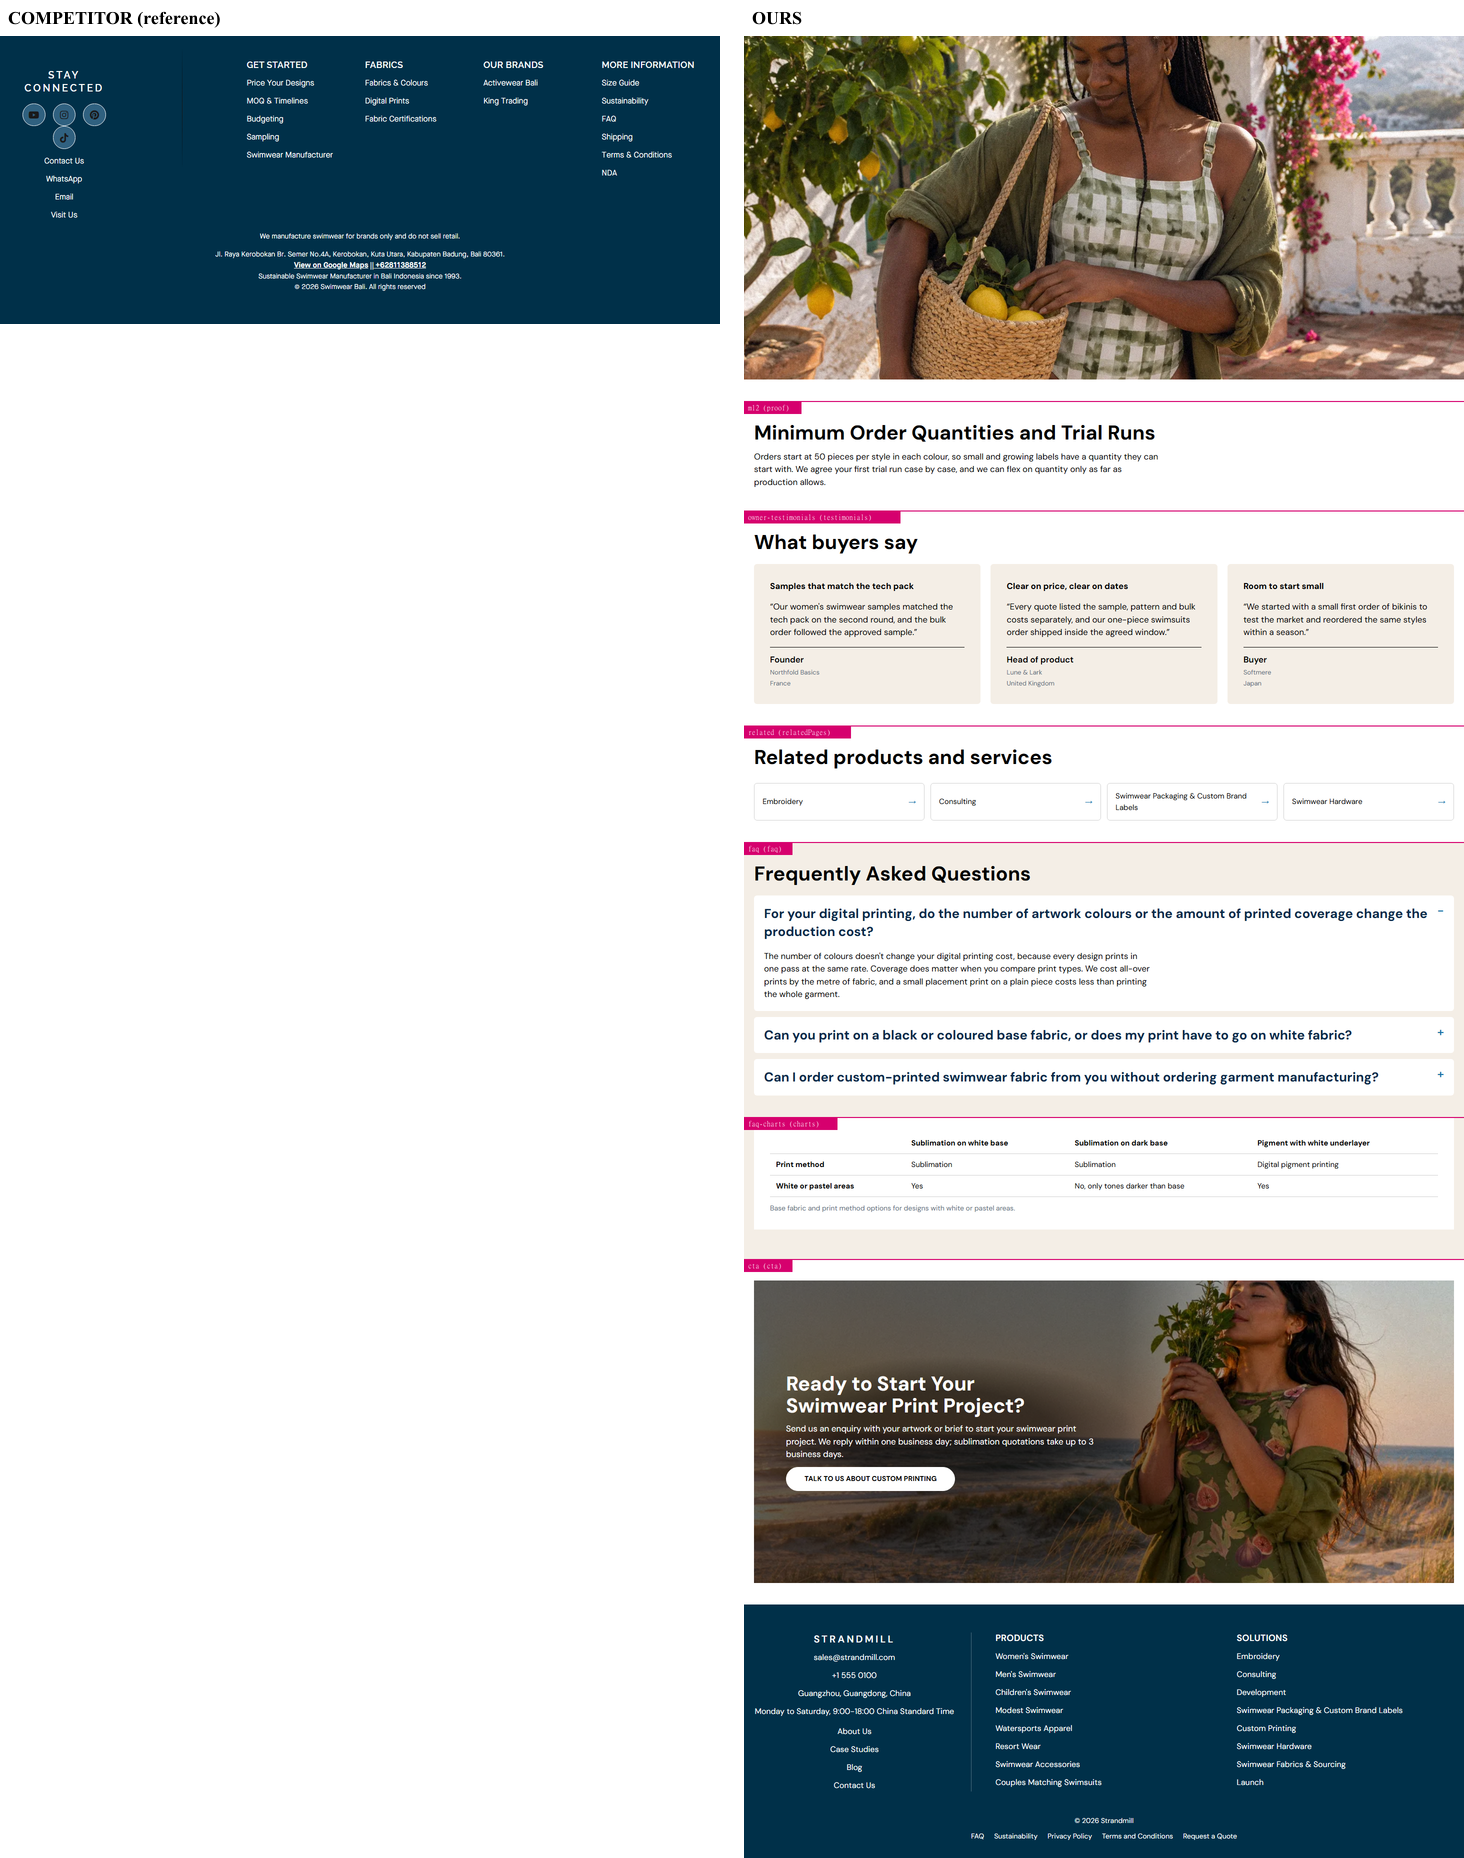 COMPETITOR (reference)
STAY
CONNECTED
Contact Us
WhatsApp
Email
Visit Us
GET STARTED
Price Your Designs
MOQ & Timelines
Budgeting
Sampling
Swimwear Manufacturer
FABRICS
Fabrics & Colours
Digital Prints
Fabric Certifications
OUR BRANDS
Activewear Bali
King Trading
MORE INFORMATION
Size Guide
Sustainability
FAQ
Shipping
Terms & Conditions
NDA
We manufacture swimwear for brands only and do not sell retail.
Jl. Raya Kerobokan Br. Semer No.4A, Kerobokan, Kuta Utara, Kabupaten Badung, Bali 80361.
View on Google Maps || +62811388512
Sustainable Swimwear Manufacturer in Bali Indonesia since 1993.
© 2026 Swimwear Bali. All rights reserved
OURS
m12 (proof)
Minimum Order Quantities and Trial Runs
Orders start at 50 pieces per style in each colour, so small and growing labels have a quantity they can
start with. We agree your first trial run case by case, and we can flex on quantity only as far as
production allows.
owner-testimonials (testimonials)
What buyers say
Samples that match the tech pack
“Our women's swimwear samples matched the
tech pack on the second round, and the bulk
order followed the approved sample.”
Founder
Northfold Basics
France
Clear on price, clear on dates
“Every quote listed the sample, pattern and bulk
costs separately, and our one-piece swimsuits
order shipped inside the agreed window.”
Head of product
Lune & Lark
United Kingdom
Room to start small
“We started with a small first order of bikinis to
test the market and reordered the same styles
within a season.”
Buyer
Softmere
Japan
related (relatedPages)
Related products and services
Embroidery →
Consulting →
Swimwear Packaging & Custom Brand
Labels →
Swimwear Hardware →
faq (faq)
Frequently Asked Questions
For your digital printing, do the number of artwork colours or the amount of printed coverage change the
production cost?
The number of colours doesn't change your digital printing cost, because every design prints in
one pass at the same rate. Coverage does matter when you compare print types. We cost all-over
prints by the metre of fabric, and a small placement print on a plain piece costs less than printing
the whole garment.
Can you print on a black or coloured base fabric, or does my print have to go on white fabric?
Can I order custom-printed swimwear fabric from you without ordering garment manufacturing?
faq-charts (charts)
Sublimation on white base Sublimation on dark base Pigment with white underlayer
Print method Sublimation Sublimation Digital pigment printing
White or pastel areas Yes No, only tones darker than base Yes
Base fabric and print method options for designs with white or pastel areas.
cta (cta)
Ready to Start Your
Swimwear Print Project?
Send us an enquiry with your artwork or brief to start your swimwear print
project. We reply within one business day; sublimation quotations take up to 3
business days.
TALK TO US ABOUT CUSTOM PRINTING
STRANDMILL
sales@strandmill.com
+1 555 0100
Guangzhou, Guangdong, China
Monday to Saturday, 9:00-18:00 China Standard Time
About Us
Case Studies
Blog
Contact Us
PRODUCTS
Women's Swimwear
Men's Swimwear
Children's Swimwear
Modest Swimwear
Watersports Apparel
Resort Wear
Swimwear Accessories
Couples Matching Swimsuits
SOLUTIONS
Embroidery
Consulting
Development
Swimwear Packaging & Custom Brand Labels
Custom Printing
Swimwear Hardware
Swimwear Fabrics & Sourcing
Launch
© 2026 Strandmill
FAQ Sustainability Privacy Policy Terms and Conditions Request a Quote